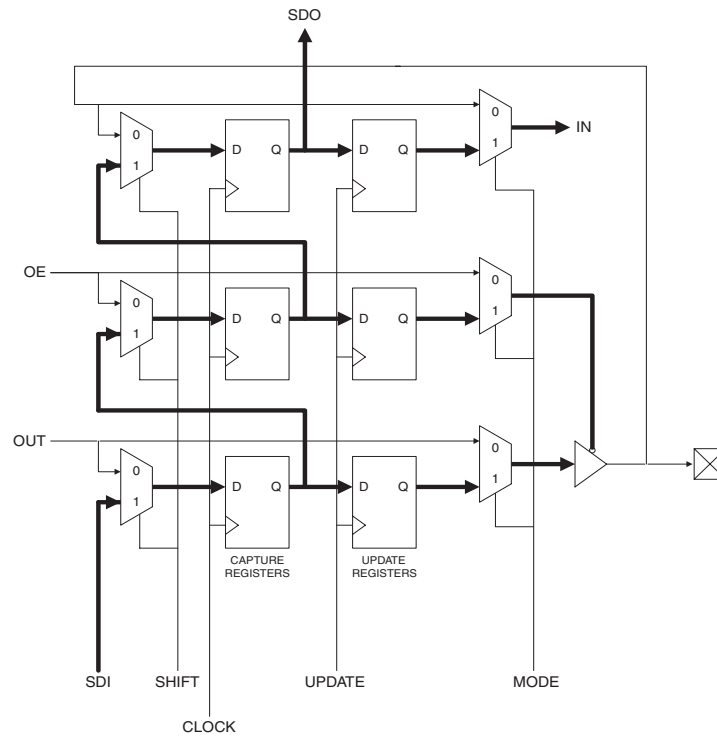 SDO
0
1
D Q
D Q
0
1
IN
OE
0
1
D Q
D Q
0
1
OUT
0
1
D Q
D Q
0
1
CAPTURE
REGISTERS
UPDATE
REGISTERS
SDI
SHIFT
UPDATE
MODE
CLOCK